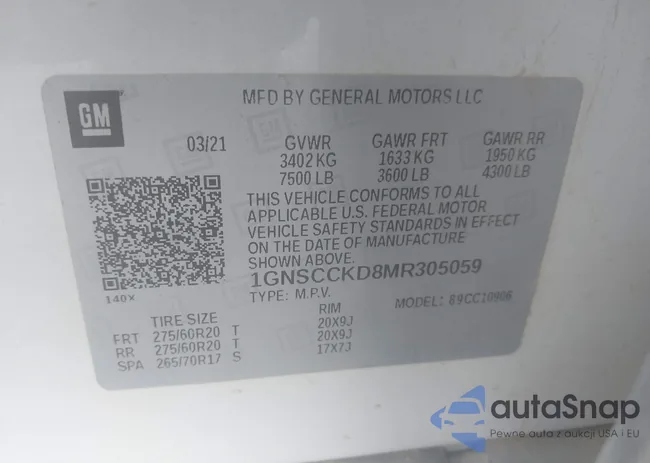 GM
MFD BY GENERAL MOTORS LLC
03/21 GVWR GAWR FRT GAWR RR
3402 KG 1633 KG 1950 KG
7500 LB 3600 LB 4300 LB
THIS VEHICLE CONFORMS TO ALL
APPLICABLE U.S. FEDERAL MOTOR
VEHICLE SAFETY STANDARDS IN EFFECT
ON THE DATE OF MANUFACTURE
1GNSCCKD8MR305059
140X
TYPE: M.P.V. MODEL: 89CC10906
TIRE SIZE RIM
FRT 275/60R20 T 20X9J
RR 275/60R20 T 20X9J
SPA 265/70R17 S 17X7J
autaSnap
Pewne auta z aukcji USA i EU